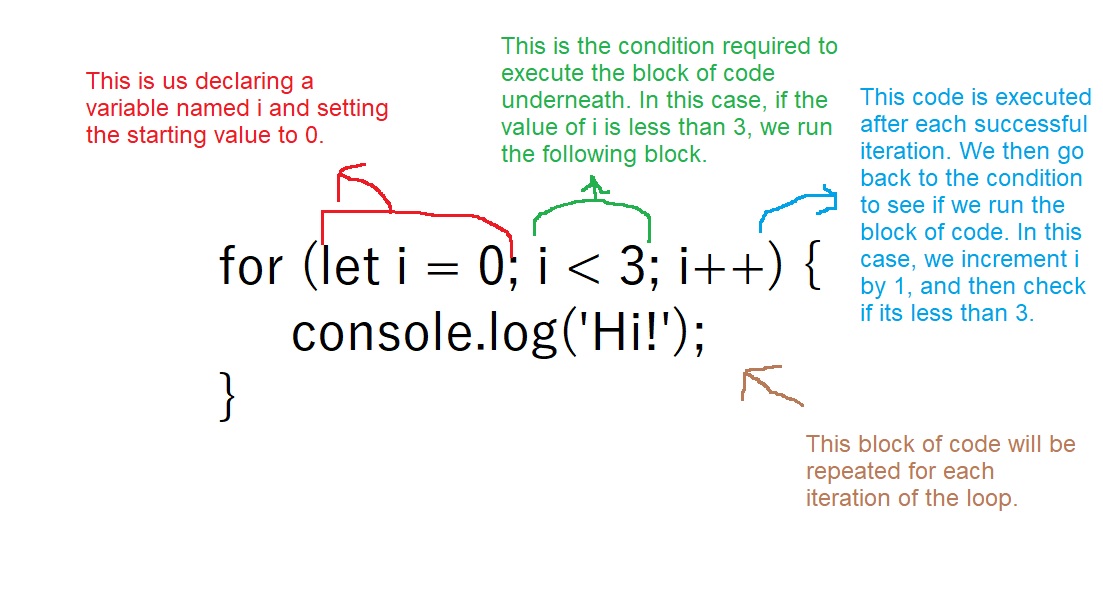 This is us declaring a
variable named i and setting
the starting value to 0.
This is the condition required to
execute the block of code
underneath. In this case, if the
value of i is less than 3, we run
the following block.
This code is executed
after each successful
iteration. We then go
back to the condition
to see if we run the
block of code. In this
case, we increment i
by 1, and then check
if its less than 3.
for (let i = 0; i < 3; i++) {
console.log('Hi!');
}
This block of code will be
repeated for each
iteration of the loop.